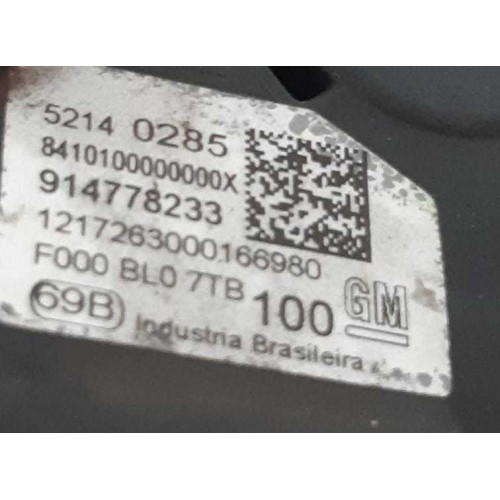 5214 0285
8410100000000X
914778233
1217263000166980
F000 BL0 7TB 100 GM
69B Industria Brasileira